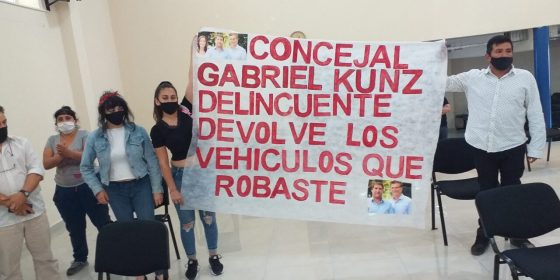 CONCEJAL
GABRIEL KUNZ
DELINCUENTE
DEVOLVE LOS
VEHICULOS QUE
ROBASTE